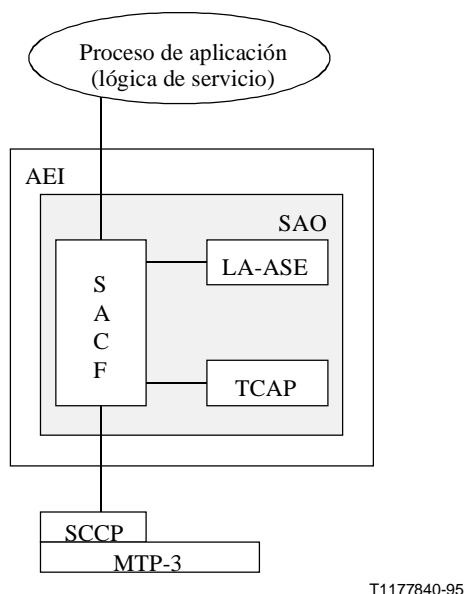 Proceso de aplicación
(lógica de servicio)
AEI
SAO
LA-ASE
S
A
C
F
TCAP
SCCP
MTP-3
T1177840-95